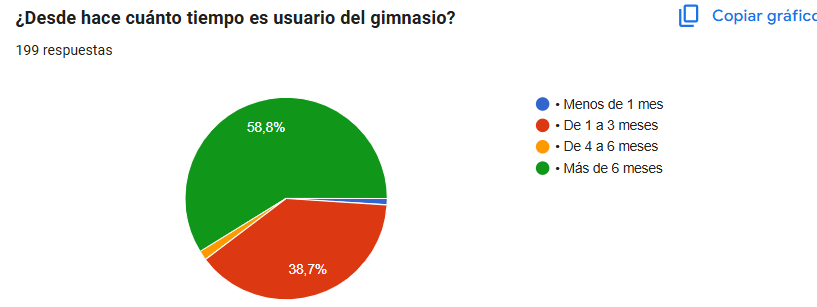 ¿Desde hace cuánto tiempo es usuario del gimnasio?
Copiar gráfico
199 respuestas
58,8%
38,7%
• Menos de 1 mes
• De 1 a 3 meses
• De 4 a 6 meses
• Más de 6 meses